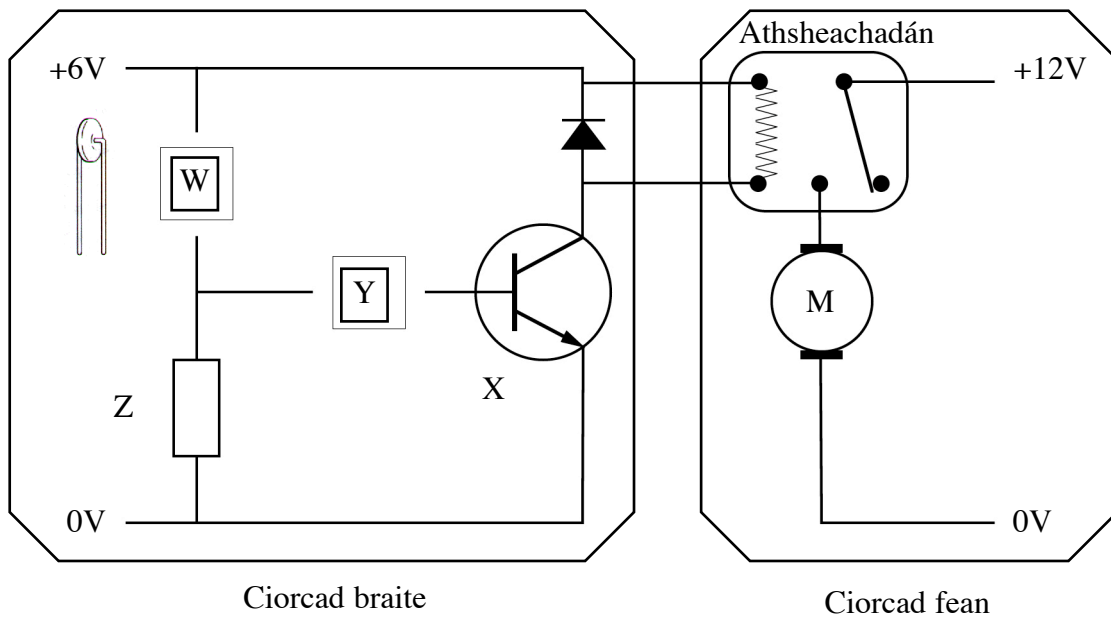 Athsheachadán
+6V
+12V
W
Y
M
X
Z
0V
0V
Ciorcad braite
Ciorcad fean